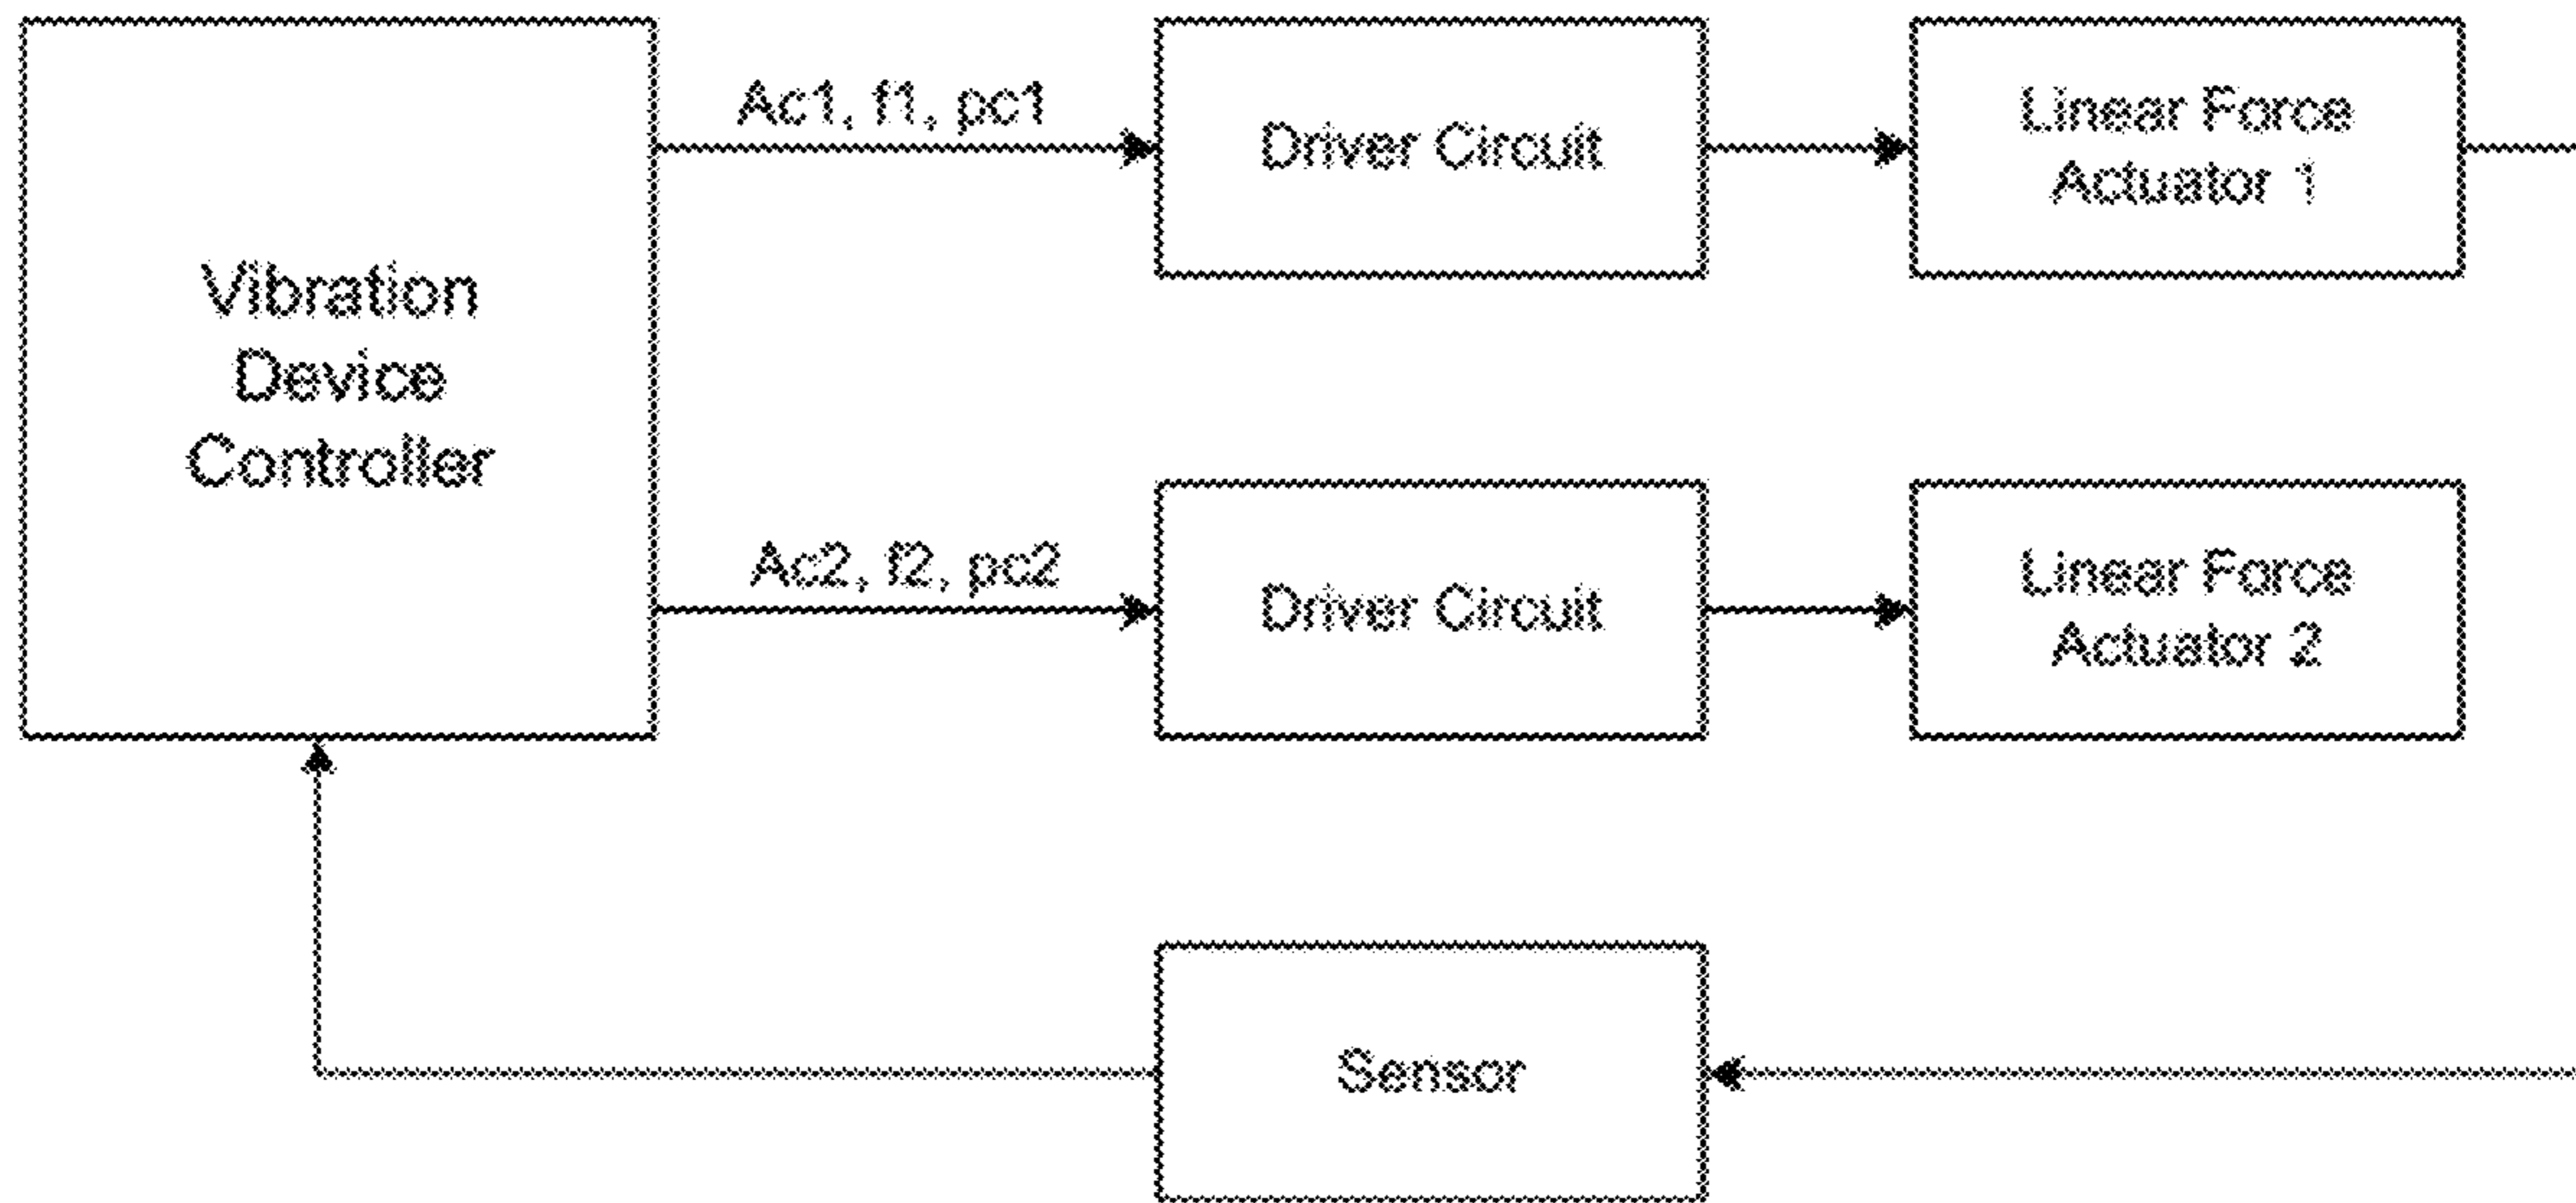 Vibration
Device
Controller
Ac1, f1, pc1
Driver Circuit
Linear Force
Actuator 1
Ac2, f2, pc2
Driver Circuit
Linear Force
Actuator 2
Sensor